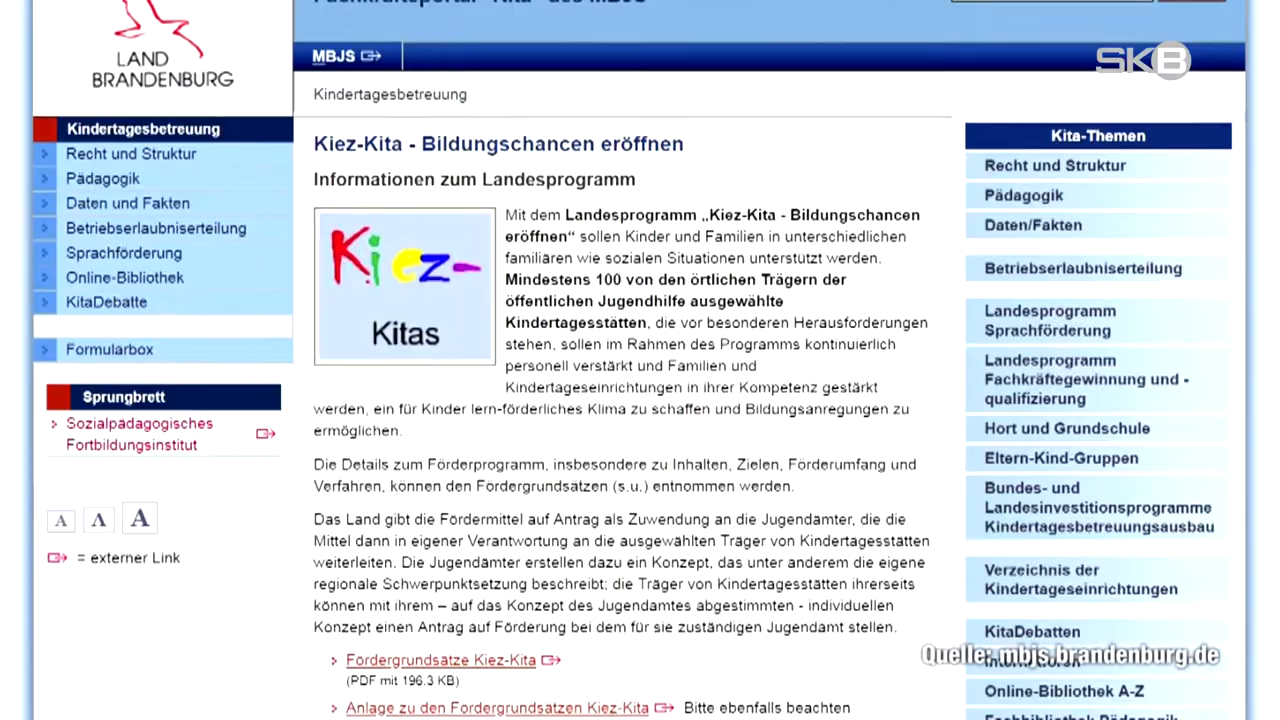 Fachkräfteportal "Kita" des MBJS
LAND
BRANDENBURG
MBJS
SKB
Kindertagesbetreuung
Kindertagesbetreuung
Recht und Struktur
Pädagogik
Daten und Fakten
Betriebserlaubniserteilung
Sprachförderung
Online-Bibliothek
KitaDebatte
Formularbox
Sprungbrett
Sozialpädagogisches
Fortbildungsinstitut
A A A
= externer Link
Kiez-Kita - Bildungschancen eröffnen
Informationen zum Landesprogramm
Kiez-
Kitas
Mit dem Landesprogramm „Kiez-Kita - Bildungschancen
eröffnen“ sollen Kinder und Familien in unterschiedlichen
familiären wie sozialen Situationen unterstützt werden.
Mindestens 100 von den örtlichen Trägern der
öffentlichen Jugendhilfe ausgewählte
Kindertagesstätten, die vor besonderen Herausforderungen
stehen, sollen im Rahmen des Programms kontinuierlich
personell verstärkt und Familien und
Kindertageseinrichtungen in ihrer Kompetenz gestärkt
werden, ein für Kinder lern-förderliches Klima zu schaffen und Bildungsanregungen zu
ermöglichen.
Die Details zum Förderprogramm, insbesondere zu Inhalten, Zielen, Förderumfang und
Verfahren, können den Fördergrundsätzen (s.u.) entnommen werden.
Das Land gibt die Fördermittel auf Antrag als Zuwendung an die Jugendämter, die die
Mittel dann in eigener Verantwortung an die ausgewählten Träger von Kindertagesstätten
weiterleiten. Die Jugendämter erstellen dazu ein Konzept, das unter anderem die eigene
regionale Schwerpunktsetzung beschreibt; die Träger von Kindertagesstätten ihrerseits
können mit ihrem – auf das Konzept des Jugendamtes abgestimmten - individuellen
Konzept einen Antrag auf Förderung bei dem für sie zuständigen Jugendamt stellen.
Fördergrundsätze Kiez-Kita
(PDF mit 196.3 KB)
Anlage zu den Fördergrundsätzen Kiez-Kita Bitte ebenfalls beachten
Kita-Themen
Recht und Struktur
Pädagogik
Daten/Fakten
Betriebserlaubniserteilung
Landesprogramm
Sprachförderung
Landesprogramm
Fachkräftegewinnung und -
qualifizierung
Hort und Grundschule
Eltern-Kind-Gruppen
Bundes- und
Landesinvestitionsprogramme
Kindertagesbetreuungsausbau
Verzeichnis der
Kindertageseinrichtungen
KitaDebatten
Quelle: mbjs.brandenburg.de
Online-Bibliothek A-Z
Fachbibliothek Pädagogik